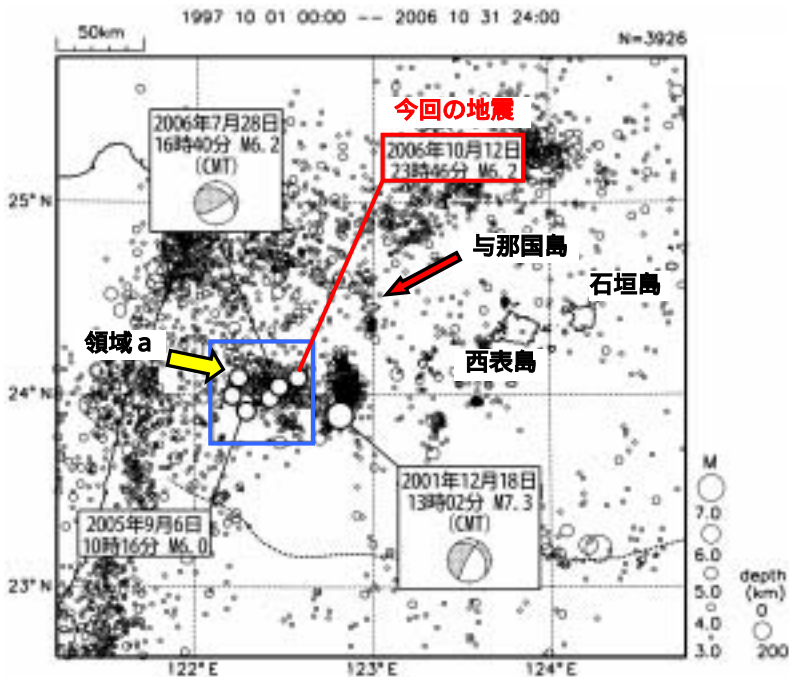 1997 10 01 00:00 -- 2006 10 31 24:00
50km
N=3926
今回の地震
2006年7月28日
16時40分 M6.2
(CMT)
2006年10月12日
23時46分 M6.2
25°N
与那国島
石垣島
領域a
西表島
24°N
2001年12月18日
13時02分 M7.3
(CMT)
2005年9月6日
10時16分 M6.0
23°N
M
7.0
6.0
5.0
4.0
3.0
depth
(km)
0
200
122°E
123°E
124°E